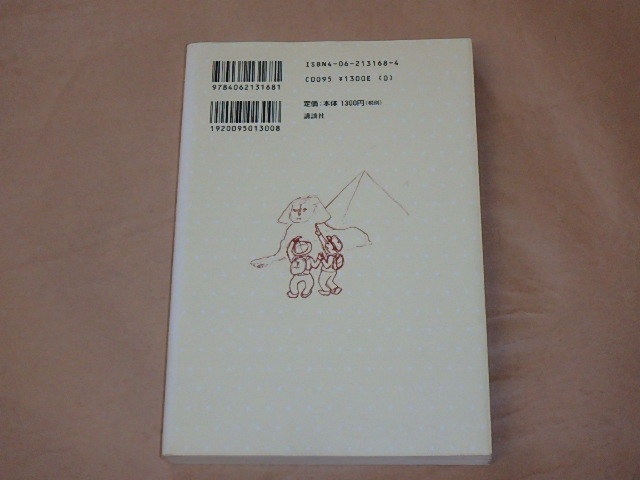 ISBN4-06-213168-4
C0095 ¥1300E (0)
9784062131681
定価：本体1300円(税別)
講談社
1920095013008